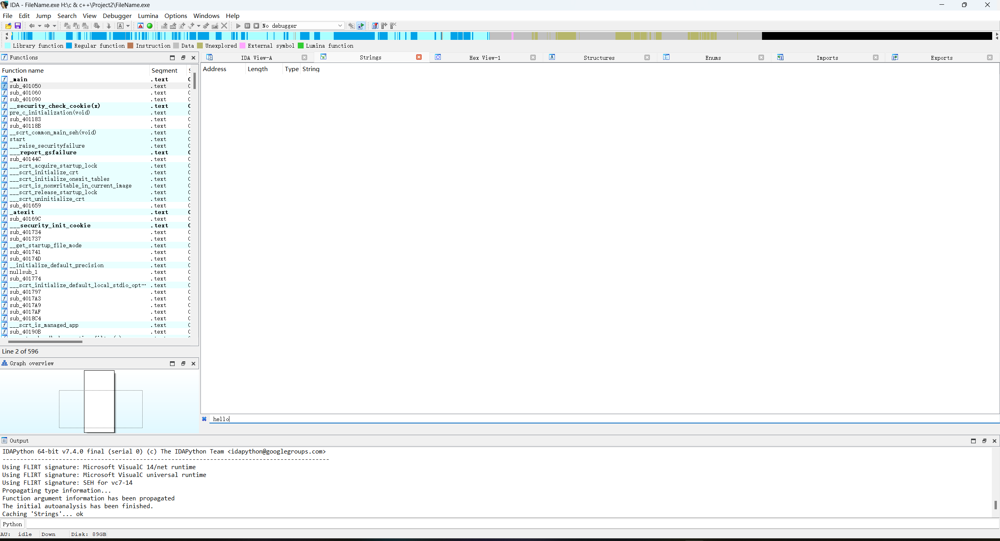 IDA - FileName.exe H:\c & c++\Project2\FileName.exe
File Edit Jump Search View Debugger Lumina Options Windows Help
No debugger
Library function Regular function Instruction Data Unexplored External symbol Lumina function
Functions
IDA View-A Strings Hex View-1 Structures Enums Imports Exports
Function name Segment
Address Length Type String
_main .text
sub_401050 .text
sub_401060 .text
sub_401090 .text
__security_check_cookie(x) .text
pre_c_initialization(void) .text
sub_401183 .text
sub_40118B .text
__scrt_common_main_seh(void) .text
start .text
___raise_securityfailure .text
___report_gsfailure .text
sub_40144C .text
___scrt_acquire_startup_lock .text
___scrt_initialize_crt .text
___scrt_initialize_onexit_tables .text
___scrt_is_nonwritable_in_current_image .text
___scrt_release_startup_lock .text
___scrt_uninitialize_crt .text
sub_401659 .text
_atexit .text
sub_40169C .text
___security_init_cookie .text
sub_401734 .text
sub_401737 .text
__get_startup_file_mode .text
sub_401741 .text
sub_40174D .text
__initialize_default_precision .text
nullsub_1 .text
sub_401774 .text
___scrt_initialize_default_local_stdio_opt… .text
sub_401797 .text
sub_4017A3 .text
sub_4017A9 .text
sub_4017AF .text
sub_4018C4 .text
___scrt_is_managed_app .text
sub_40190B .text
Line 2 of 596
Graph overview
hello
Output
IDAPython 64-bit v7.4.0 final (serial 0) (c) The IDAPython Team <idapython@googlegroups.com>
---------------------------------------------------------------------------------------------
Using FLIRT signature: Microsoft VisualC 14/net runtime
Using FLIRT signature: Microsoft VisualC universal runtime
Using FLIRT signature: SEH for vc7-14
Propagating type information...
Function argument information has been propagated
The initial autoanalysis has been finished.
Caching 'Strings'... ok
Python
AU: idle Down Disk: 89GB